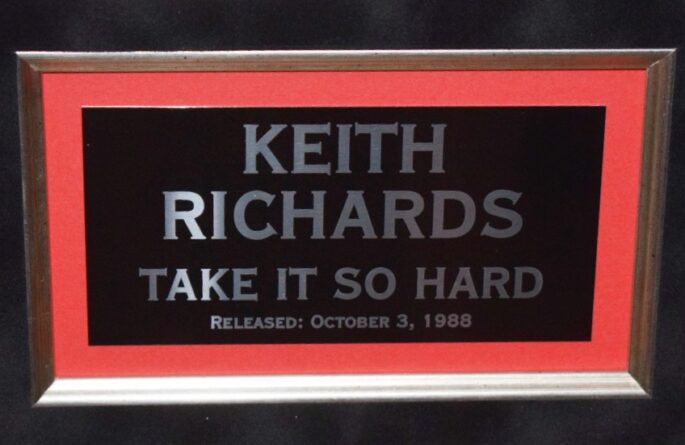 KEITH
RICHARDS
TAKE IT SO HARD
RELEASED: OCTOBER 3, 1988